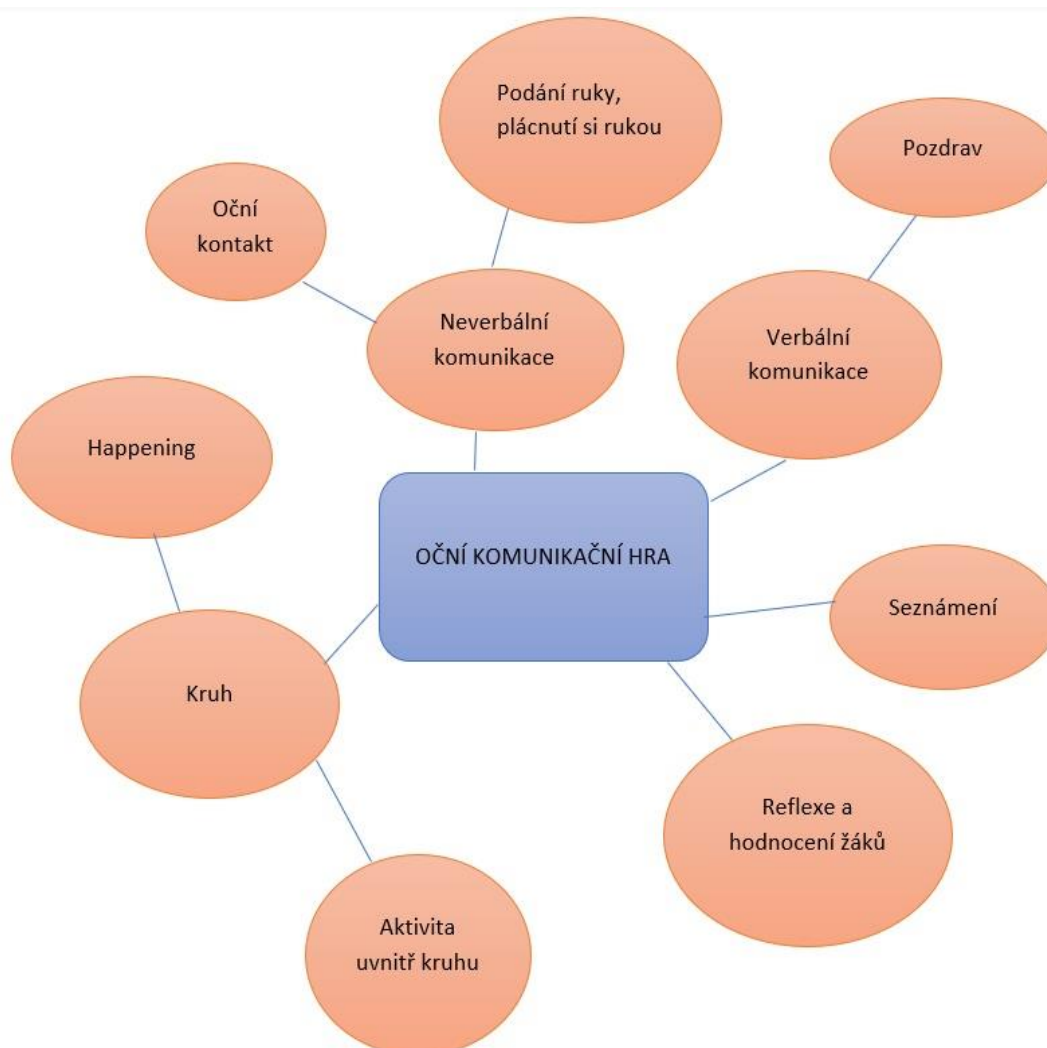 Podání ruky,
plácnutí si rukou
Pozdrav
Oční
kontakt
Neverbální
komunikace
Verbální
komunikace
Happening
OČNÍ KOMUNIKAČNÍ HRA
Seznámení
Kruh
Reflexe a
hodnocení žáků
Aktivita
uvnitř kruhu